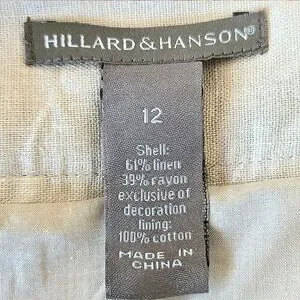 HILLARD & HANSON®
12
Shell:
61% linen
39% rayon
exclusive of
decoration
lining:
100% cotton
MADE IN
CHINA